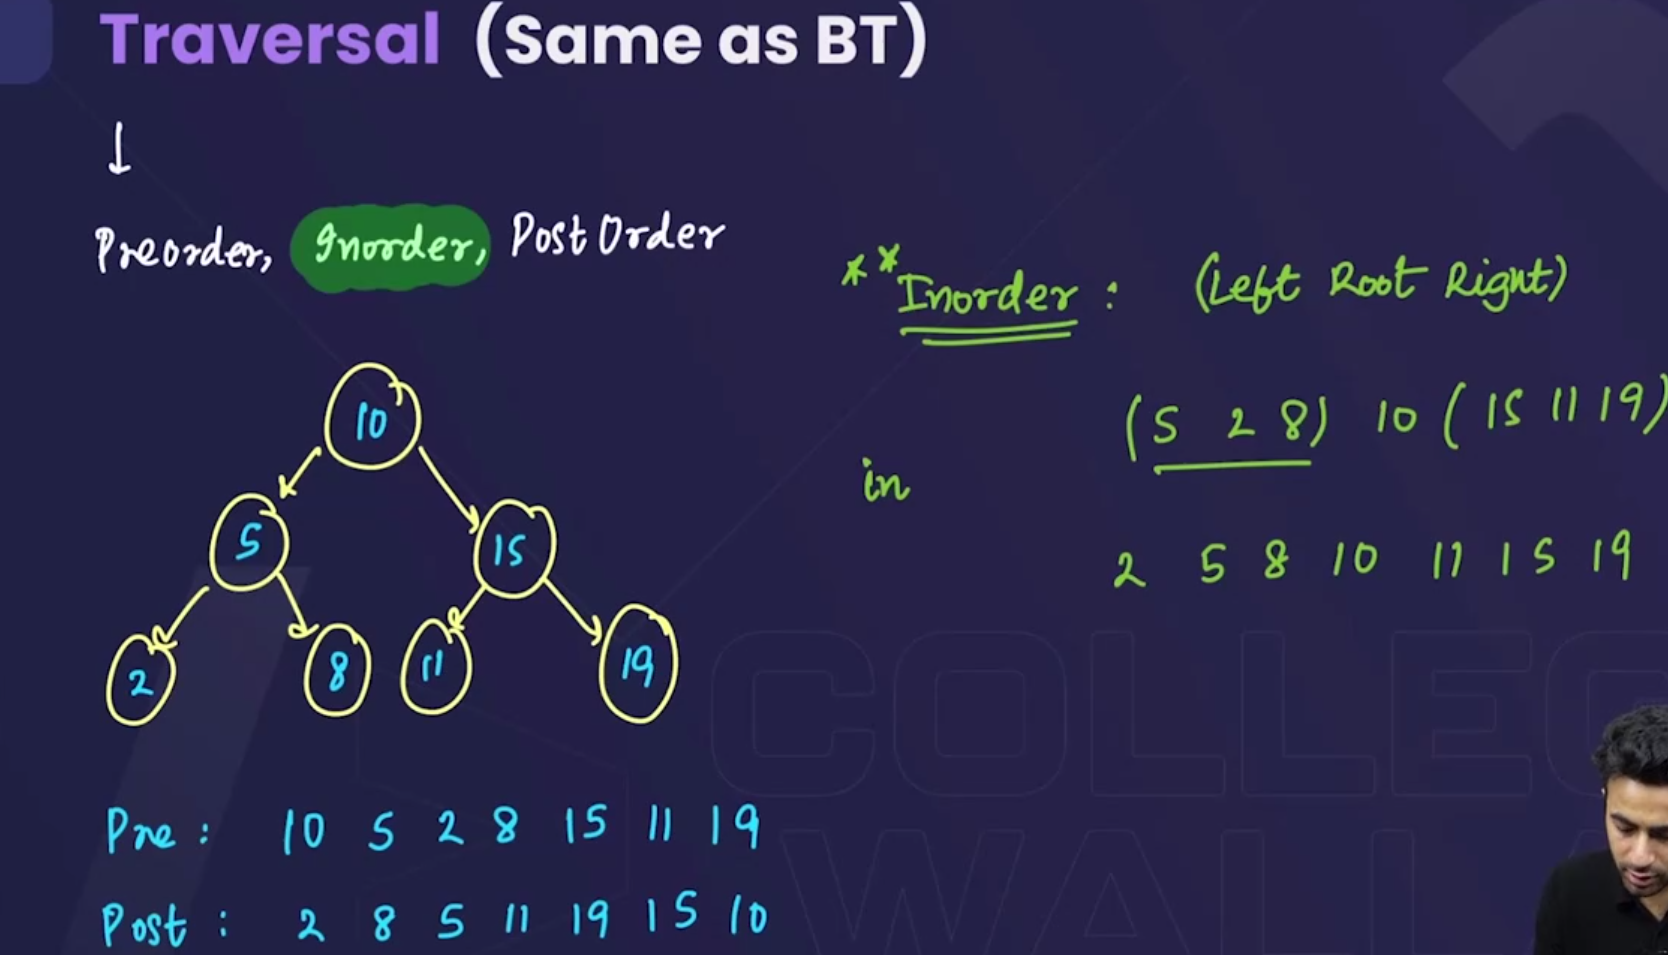 Traversal (Same as BT)
Preorder, Inorder, Post Order
** Inorder : (Left Root Right)
(5 2 8) 10 (15 11 19)
in
2 5 8 10 11 15 19
10
5 15
2 8 11 19
Pre : 10 5 2 8 15 11 19
Post : 2 8 5 11 19 15 10
COLLEG
WALL